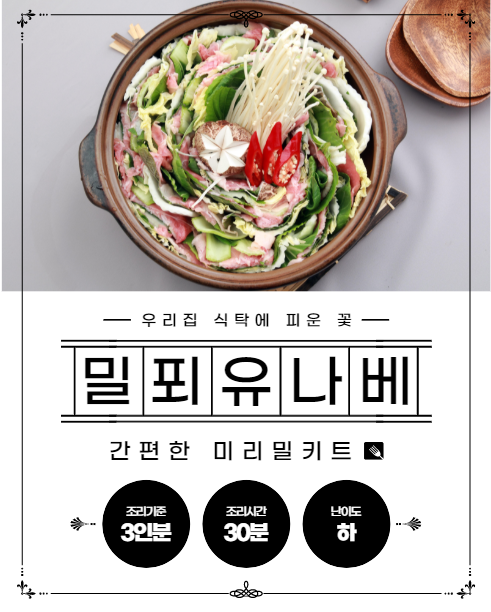 우리집 식탁에 피운 꽃
밀푀유나베
간편한 미리밀키트
조리기준 조리시간 난이도
3인분 30분 하